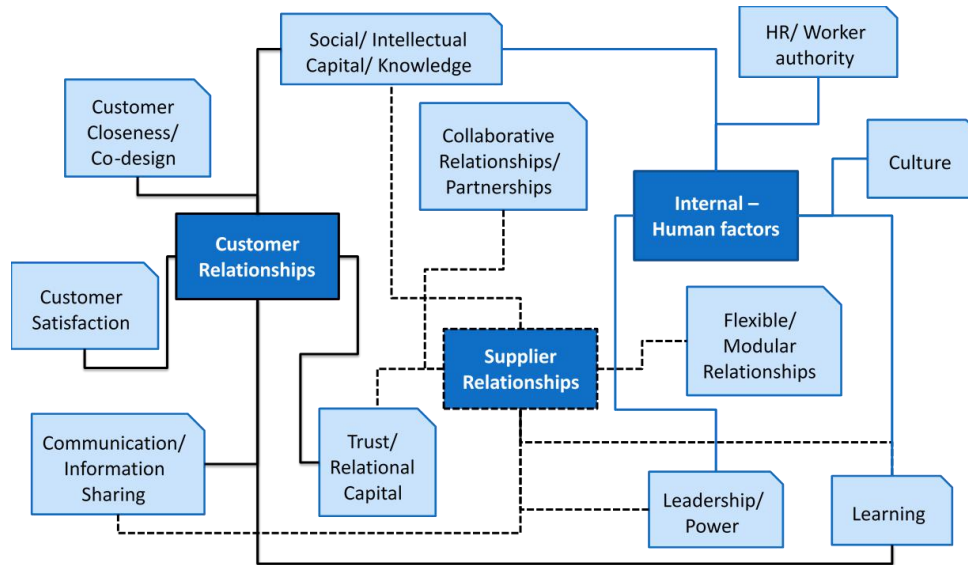 Social/ Intellectual
Capital/ Knowledge
HR/ Worker
authority
Customer
Closeness/
Co-design
Collaborative
Relationships/
Partnerships
Culture
Internal –
Human factors
Customer
Relationships
Customer
Satisfaction
Flexible/
Modular
Relationships
Supplier
Relationships
Communication/
Information
Sharing
Trust/
Relational
Capital
Leadership/
Power
Learning